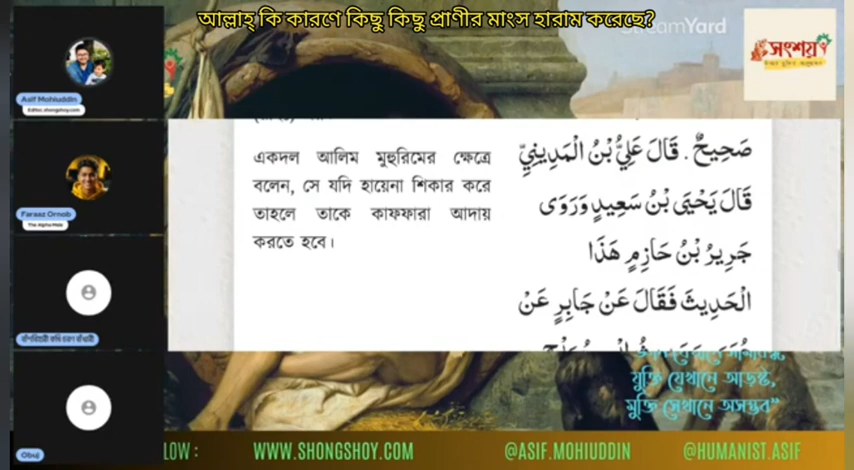 আল্লাহ্ কি কারণে কিছু কিছু প্রাণীর মাংস হারাম করেছে?
StreamYard
সংশয়
Asif Mohiuddin
Editor, shongshoy.com
Faraaz Ornob
The Alpha Male
Obuj
একদল আলিম মুহরিমের ক্ষেত্রে
বলেন, সে যদি হায়েনা শিকার করে
তাহলে তাকে কাফফারা আদায়
করতে হবে।
صَحِيحٌ. قَالَ عَلِيُّ بْنُ الْمَدِينِيِّ
قَالَ يَحْيَى بْنُ سَعِيدٍ وَرَوَى
جَرِيرُ بْنُ حَازِمٍ هَذَا
الْحَدِيثَ فَقَالَ عَنْ جَابِرٍ عَنْ
যুক্তি যেখানে আড়ষ্ট,
মুক্তি সেখানে অসম্ভব”
LOW :
WWW.SHONGSHOY.COM
@ASIF.MOHIUDDIN
@HUMANIST.ASIF